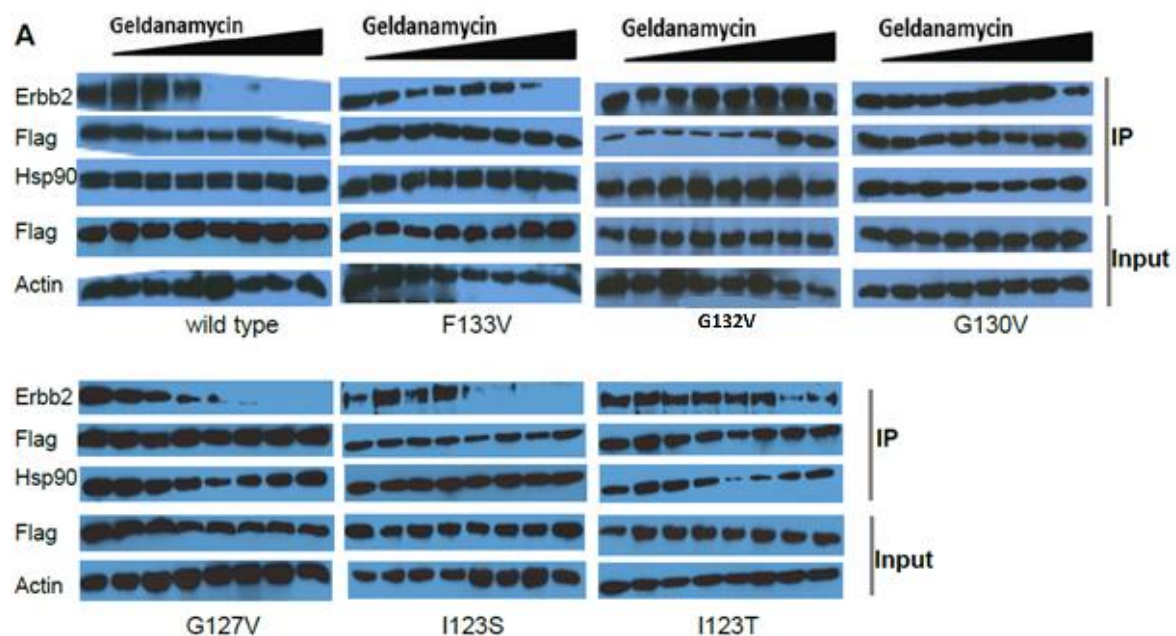 A
Geldanamycin Geldanamycin Geldanamycin Geldanamycin
Erbb2
Flag
Hsp90
Flag
Actin
IP
Input
wild type F133V G132V G130V
Erbb2
Flag
Hsp90
Flag
Actin
IP
Input
G127V I123S I123T